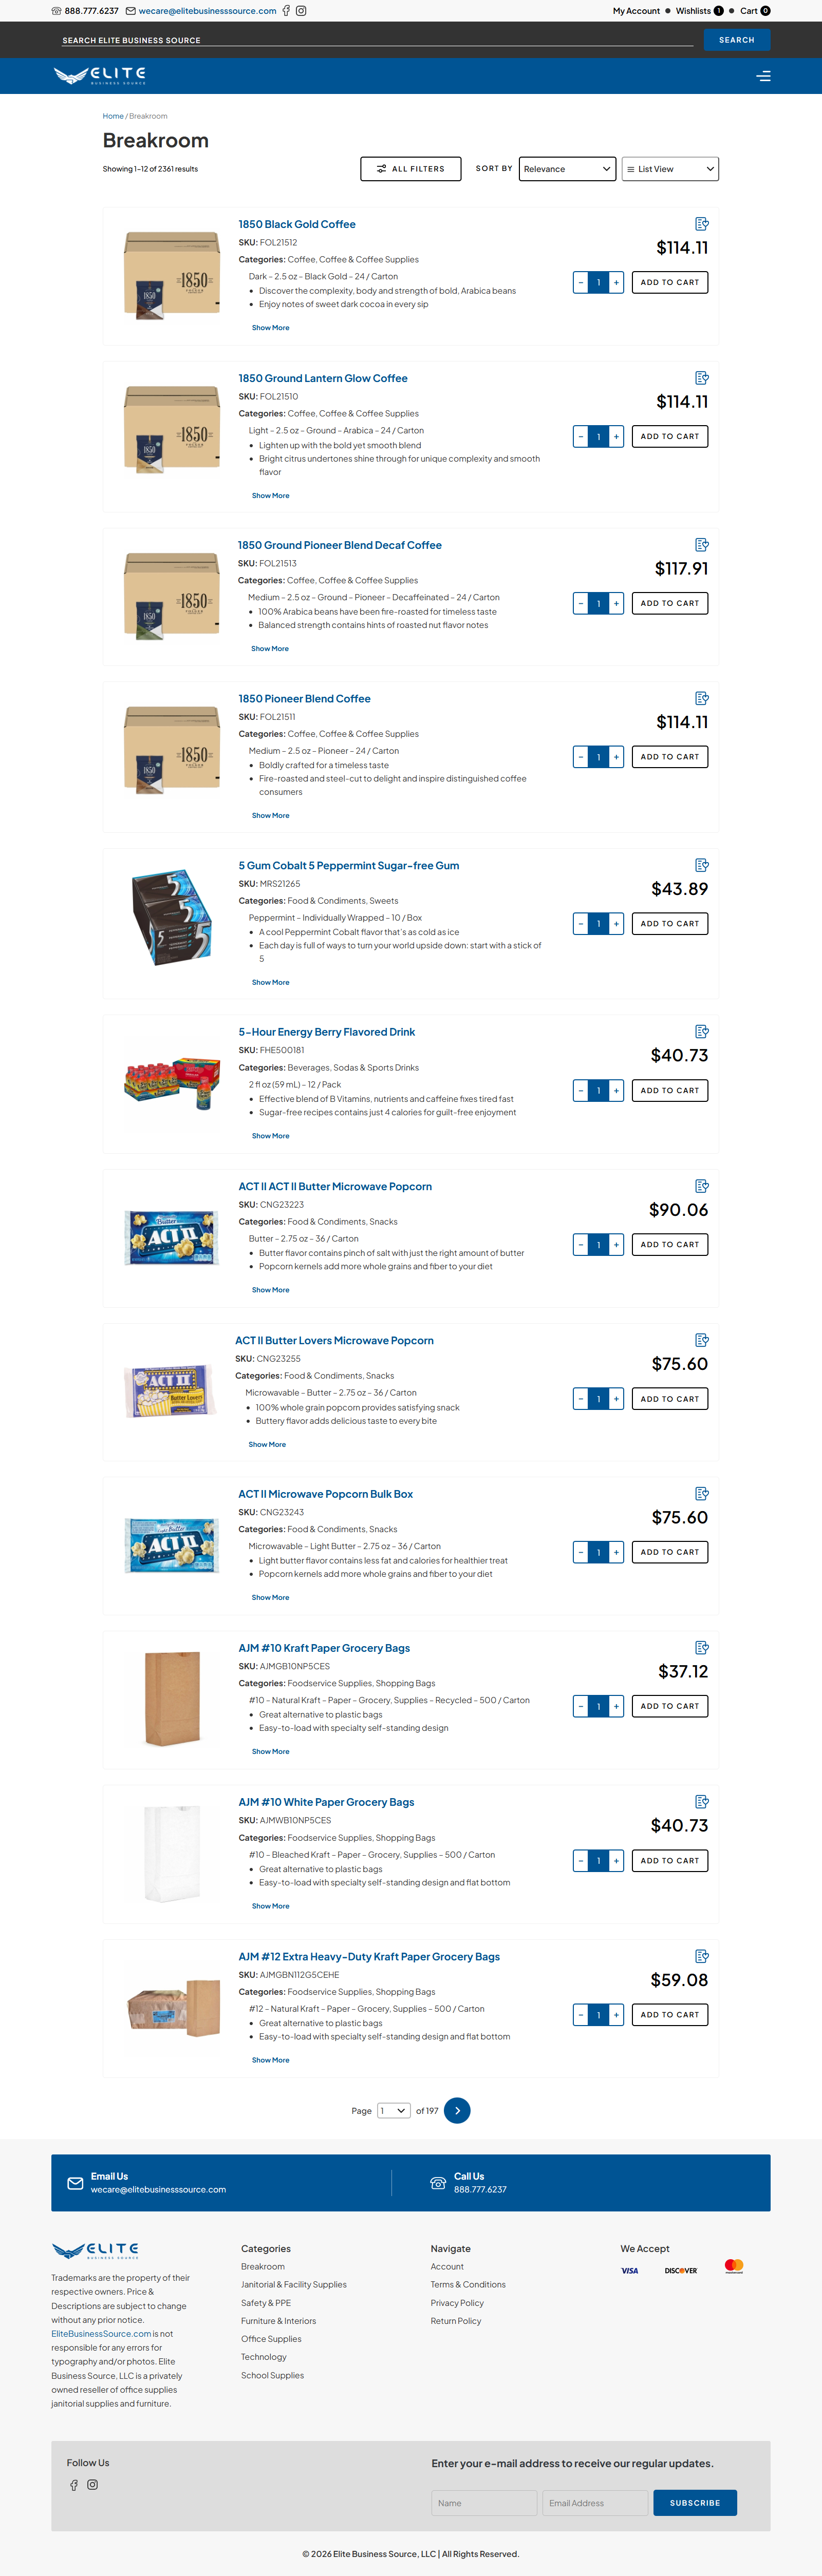 888.777.6237 wecare@elitebusinesssource.com My Account Wishlists 1 Cart 0
SEARCH ELITE BUSINESS SOURCE SEARCH
ELITE
BUSINESS SOURCE
Home / Breakroom
Breakroom
Showing 1–12 of 2361 results ALL FILTERS SORT BY Relevance List View
1850 Black Gold Coffee
SKU: FOL21512
$114.11
Categories: Coffee, Coffee & Coffee Supplies
Dark – 2.5 oz – Black Gold – 24 / Carton
- 1 + ADD TO CART
• Discover the complexity, body and strength of bold, Arabica beans
• Enjoy notes of sweet dark cocoa in every sip
Show More
1850
1850 Ground Lantern Glow Coffee
SKU: FOL21510
$114.11
Categories: Coffee, Coffee & Coffee Supplies
Light – 2.5 oz – Ground – Arabica – 24 / Carton
- 1 + ADD TO CART
• Lighten up with the bold yet smooth blend
• Bright citrus undertones shine through for unique complexity and smooth
flavor
Show More
1850
1850 Ground Pioneer Blend Decaf Coffee
SKU: FOL21513
$117.91
Categories: Coffee, Coffee & Coffee Supplies
Medium – 2.5 oz – Ground – Pioneer – Decaffeinated – 24 / Carton
- 1 + ADD TO CART
• 100% Arabica beans have been fire-roasted for timeless taste
• Balanced strength contains hints of roasted nut flavor notes
Show More
1850
1850 Pioneer Blend Coffee
SKU: FOL21511
$114.11
Categories: Coffee, Coffee & Coffee Supplies
Medium – 2.5 oz – Pioneer – 24 / Carton
- 1 + ADD TO CART
• Boldly crafted for a timeless taste
• Fire-roasted and steel-cut to delight and inspire distinguished coffee
consumers
Show More
1850
5 Gum Cobalt 5 Peppermint Sugar-free Gum
SKU: MRS21265
$43.89
Categories: Food & Condiments, Sweets
Peppermint – Individually Wrapped – 10 / Box
- 1 + ADD TO CART
• A cool Peppermint Cobalt flavor that's as cold as ice
• Each day is full of ways to turn your world upside down: start with a stick of
5
Show More
5
5-Hour Energy Berry Flavored Drink
SKU: FHE500181
$40.73
Categories: Beverages, Sodas & Sports Drinks
2 fl oz (59 mL) – 12 / Pack
- 1 + ADD TO CART
• Effective blend of B Vitamins, nutrients and caffeine fixes tired fast
• Sugar-free recipes contains just 4 calories for guilt-free enjoyment
Show More
ACT II ACT II Butter Microwave Popcorn
SKU: CNG23223
$90.06
Categories: Food & Condiments, Snacks
Butter – 2.75 oz – 36 / Carton
- 1 + ADD TO CART
• Butter flavor contains pinch of salt with just the right amount of butter
• Popcorn kernels add more whole grains and fiber to your diet
Show More
Butter
ACT II
ACT II Butter Lovers Microwave Popcorn
SKU: CNG23255
$75.60
Categories: Food & Condiments, Snacks
Microwavable – Butter – 2.75 oz – 36 / Carton
- 1 + ADD TO CART
• 100% whole grain popcorn provides satisfying snack
• Buttery flavor adds delicious taste to every bite
Show More
ACT II
Butter Lovers
ACT II Microwave Popcorn Bulk Box
SKU: CNG23243
$75.60
Categories: Food & Condiments, Snacks
Microwavable – Light Butter – 2.75 oz – 36 / Carton
- 1 + ADD TO CART
• Light butter flavor contains less fat and calories for healthier treat
• Popcorn kernels add more whole grains and fiber to your diet
Show More
Butter
ACT II
AJM #10 Kraft Paper Grocery Bags
SKU: AJMGB10NP5CES
$37.12
Categories: Foodservice Supplies, Shopping Bags
#10 – Natural Kraft – Paper – Grocery, Supplies – Recycled – 500 / Carton
- 1 + ADD TO CART
• Great alternative to plastic bags
• Easy-to-load with specialty self-standing design
Show More
AJM #10 White Paper Grocery Bags
SKU: AJMWB10NP5CES
$40.73
Categories: Foodservice Supplies, Shopping Bags
#10 – Bleached Kraft – Paper – Grocery, Supplies – 500 / Carton
- 1 + ADD TO CART
• Great alternative to plastic bags
• Easy-to-load with specialty self-standing design and flat bottom
Show More
AJM #12 Extra Heavy-Duty Kraft Paper Grocery Bags
SKU: AJMGBN112G5CEHE
$59.08
Categories: Foodservice Supplies, Shopping Bags
#12 – Natural Kraft – Paper – Grocery, Supplies – 500 / Carton
- 1 + ADD TO CART
• Great alternative to plastic bags
• Easy-to-load with specialty self-standing design and flat bottom
Show More
Page 1 of 197
Email Us
wecare@elitebusinesssource.com
Call Us
888.777.6237
ELITE
BUSINESS SOURCE
Trademarks are the property of their
respective owners. Price &
Descriptions are subject to change
without any prior notice.
EliteBusinessSource.com is not
responsible for any errors for
typography and/or photos. Elite
Business Source, LLC is a privately
owned reseller of office supplies
janitorial supplies and furniture.
Categories
Breakroom
Janitorial & Facility Supplies
Safety & PPE
Furniture & Interiors
Office Supplies
Technology
School Supplies
Navigate
Account
Terms & Conditions
Privacy Policy
Return Policy
We Accept
VISA DISCOVER
Follow Us
Enter your e-mail address to receive our regular updates.
Name Email Address SUBSCRIBE
© 2026 Elite Business Source, LLC | All Rights Reserved.